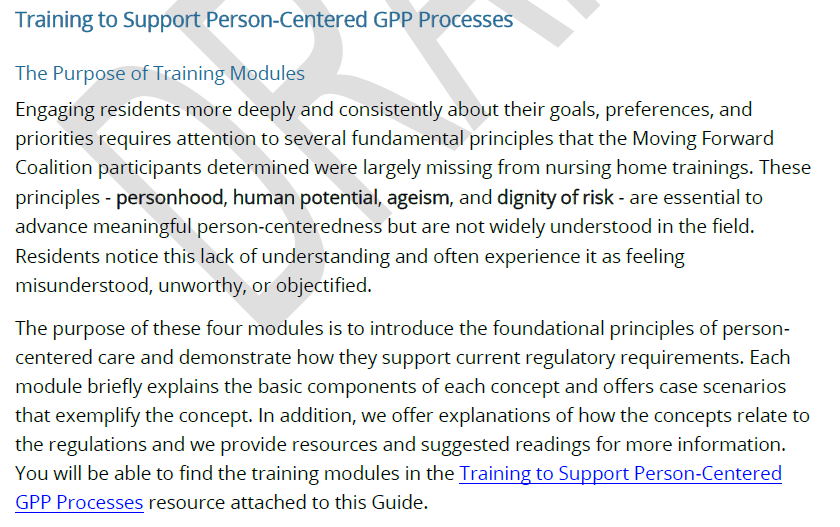 Training to Support Person-Centered GPP Processes
The Purpose of Training Modules
Engaging residents more deeply and consistently about their goals, preferences, and
priorities requires attention to several fundamental principles that the Moving Forward
Coalition participants determined were largely missing from nursing home trainings. These
principles - personhood, human potential, ageism, and dignity of risk - are essential to
advance meaningful person-centeredness but are not widely understood in the field.
Residents notice this lack of understanding and often experience it as feeling
misunderstood, unworthy, or objectified.
The purpose of these four modules is to introduce the foundational principles of person-
centered care and demonstrate how they support current regulatory requirements. Each
module briefly explains the basic components of each concept and offers case scenarios
that exemplify the concept. In addition, we offer explanations of how the concepts relate to
the regulations and we provide resources and suggested readings for more information.
You will be able to find the training modules in the Training to Support Person-Centered
GPP Processes resource attached to this Guide.